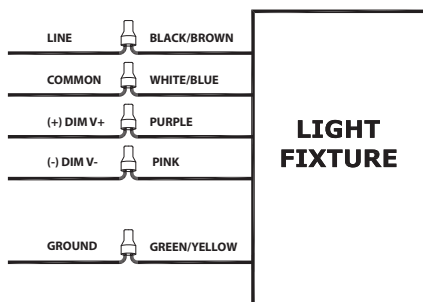 LINE BLACK/BROWN
COMMON WHITE/BLUE
(+) DIM V+ PURPLE
(-) DIM V- PINK
GROUND GREEN/YELLOW
LIGHT
FIXTURE